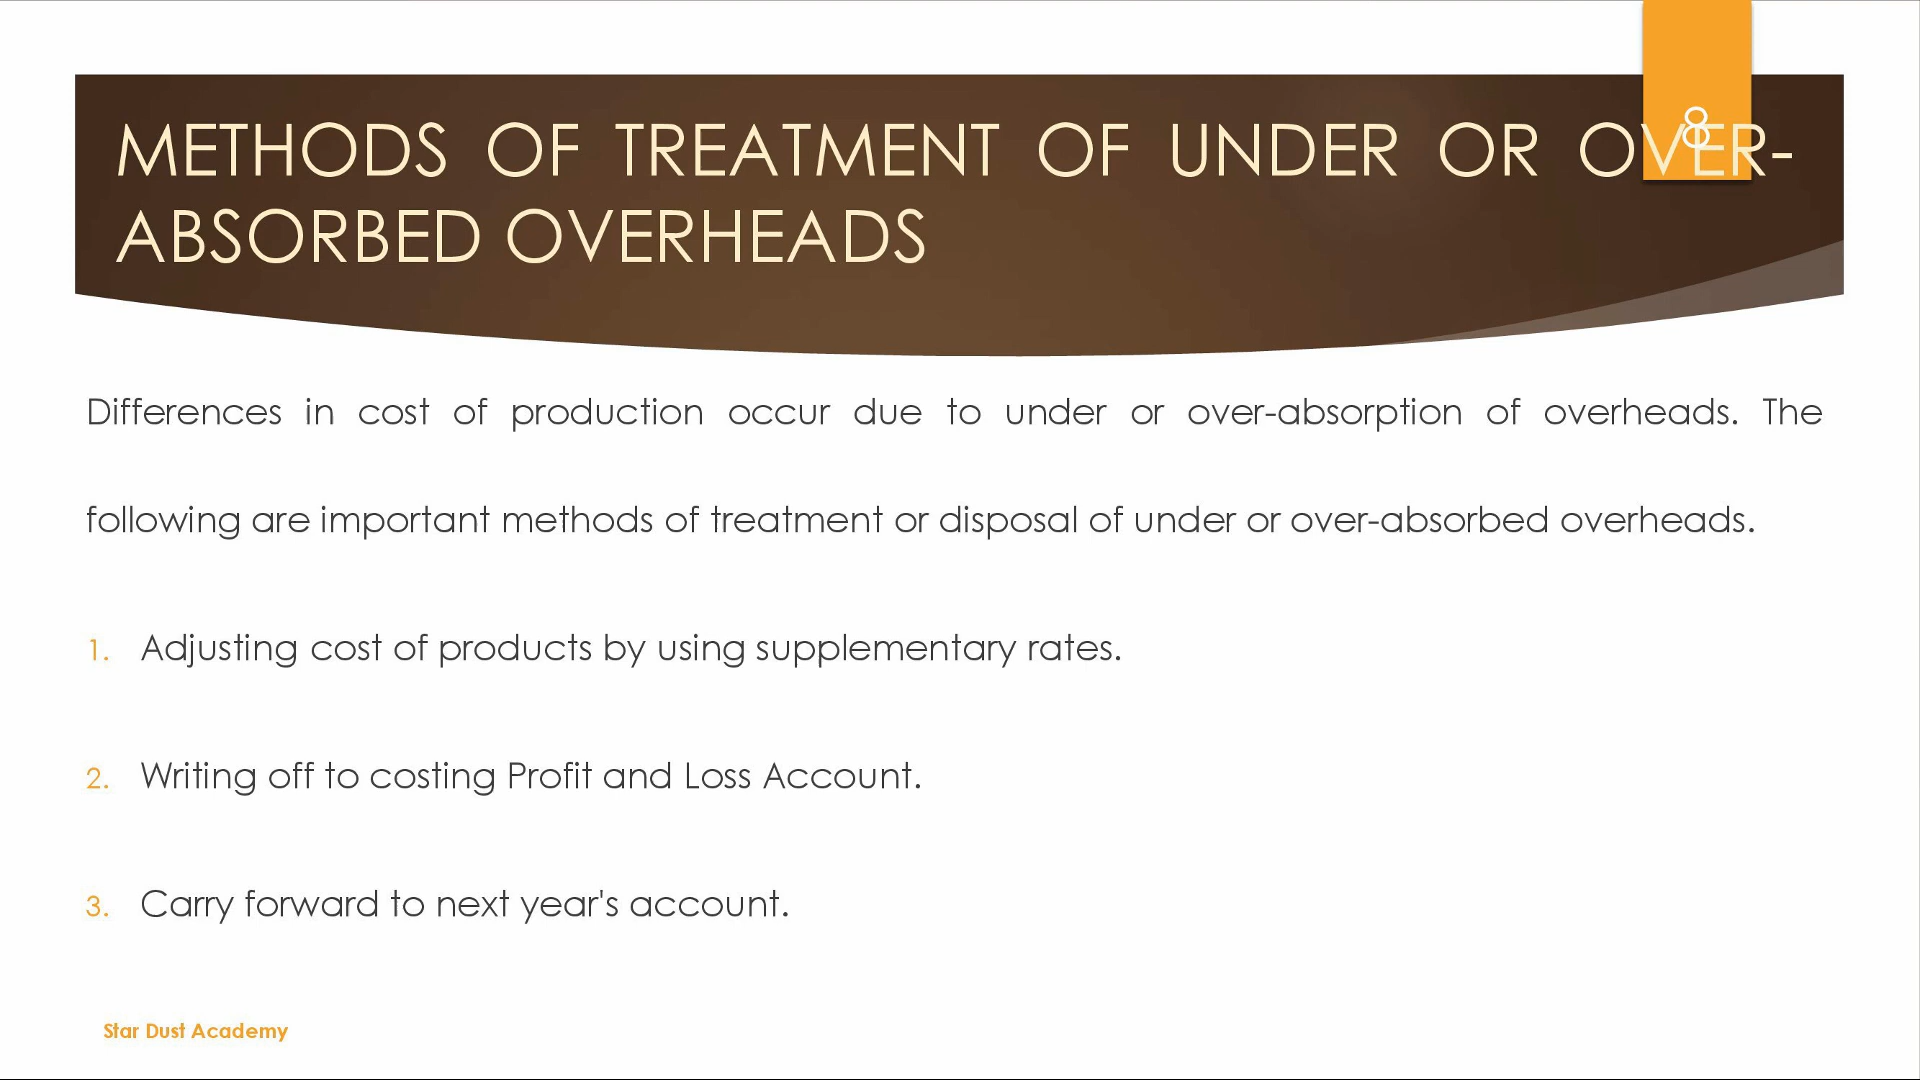 8
METHODS OF TREATMENT OF UNDER OR OVER-
ABSORBED OVERHEADS
Differences in cost of production occur due to under or over-absorption of overheads. The
following are important methods of treatment or disposal of under or over-absorbed overheads.
1. Adjusting cost of products by using supplementary rates.
2. Writing off to costing Profit and Loss Account.
3. Carry forward to next year's account.
Star Dust Academy